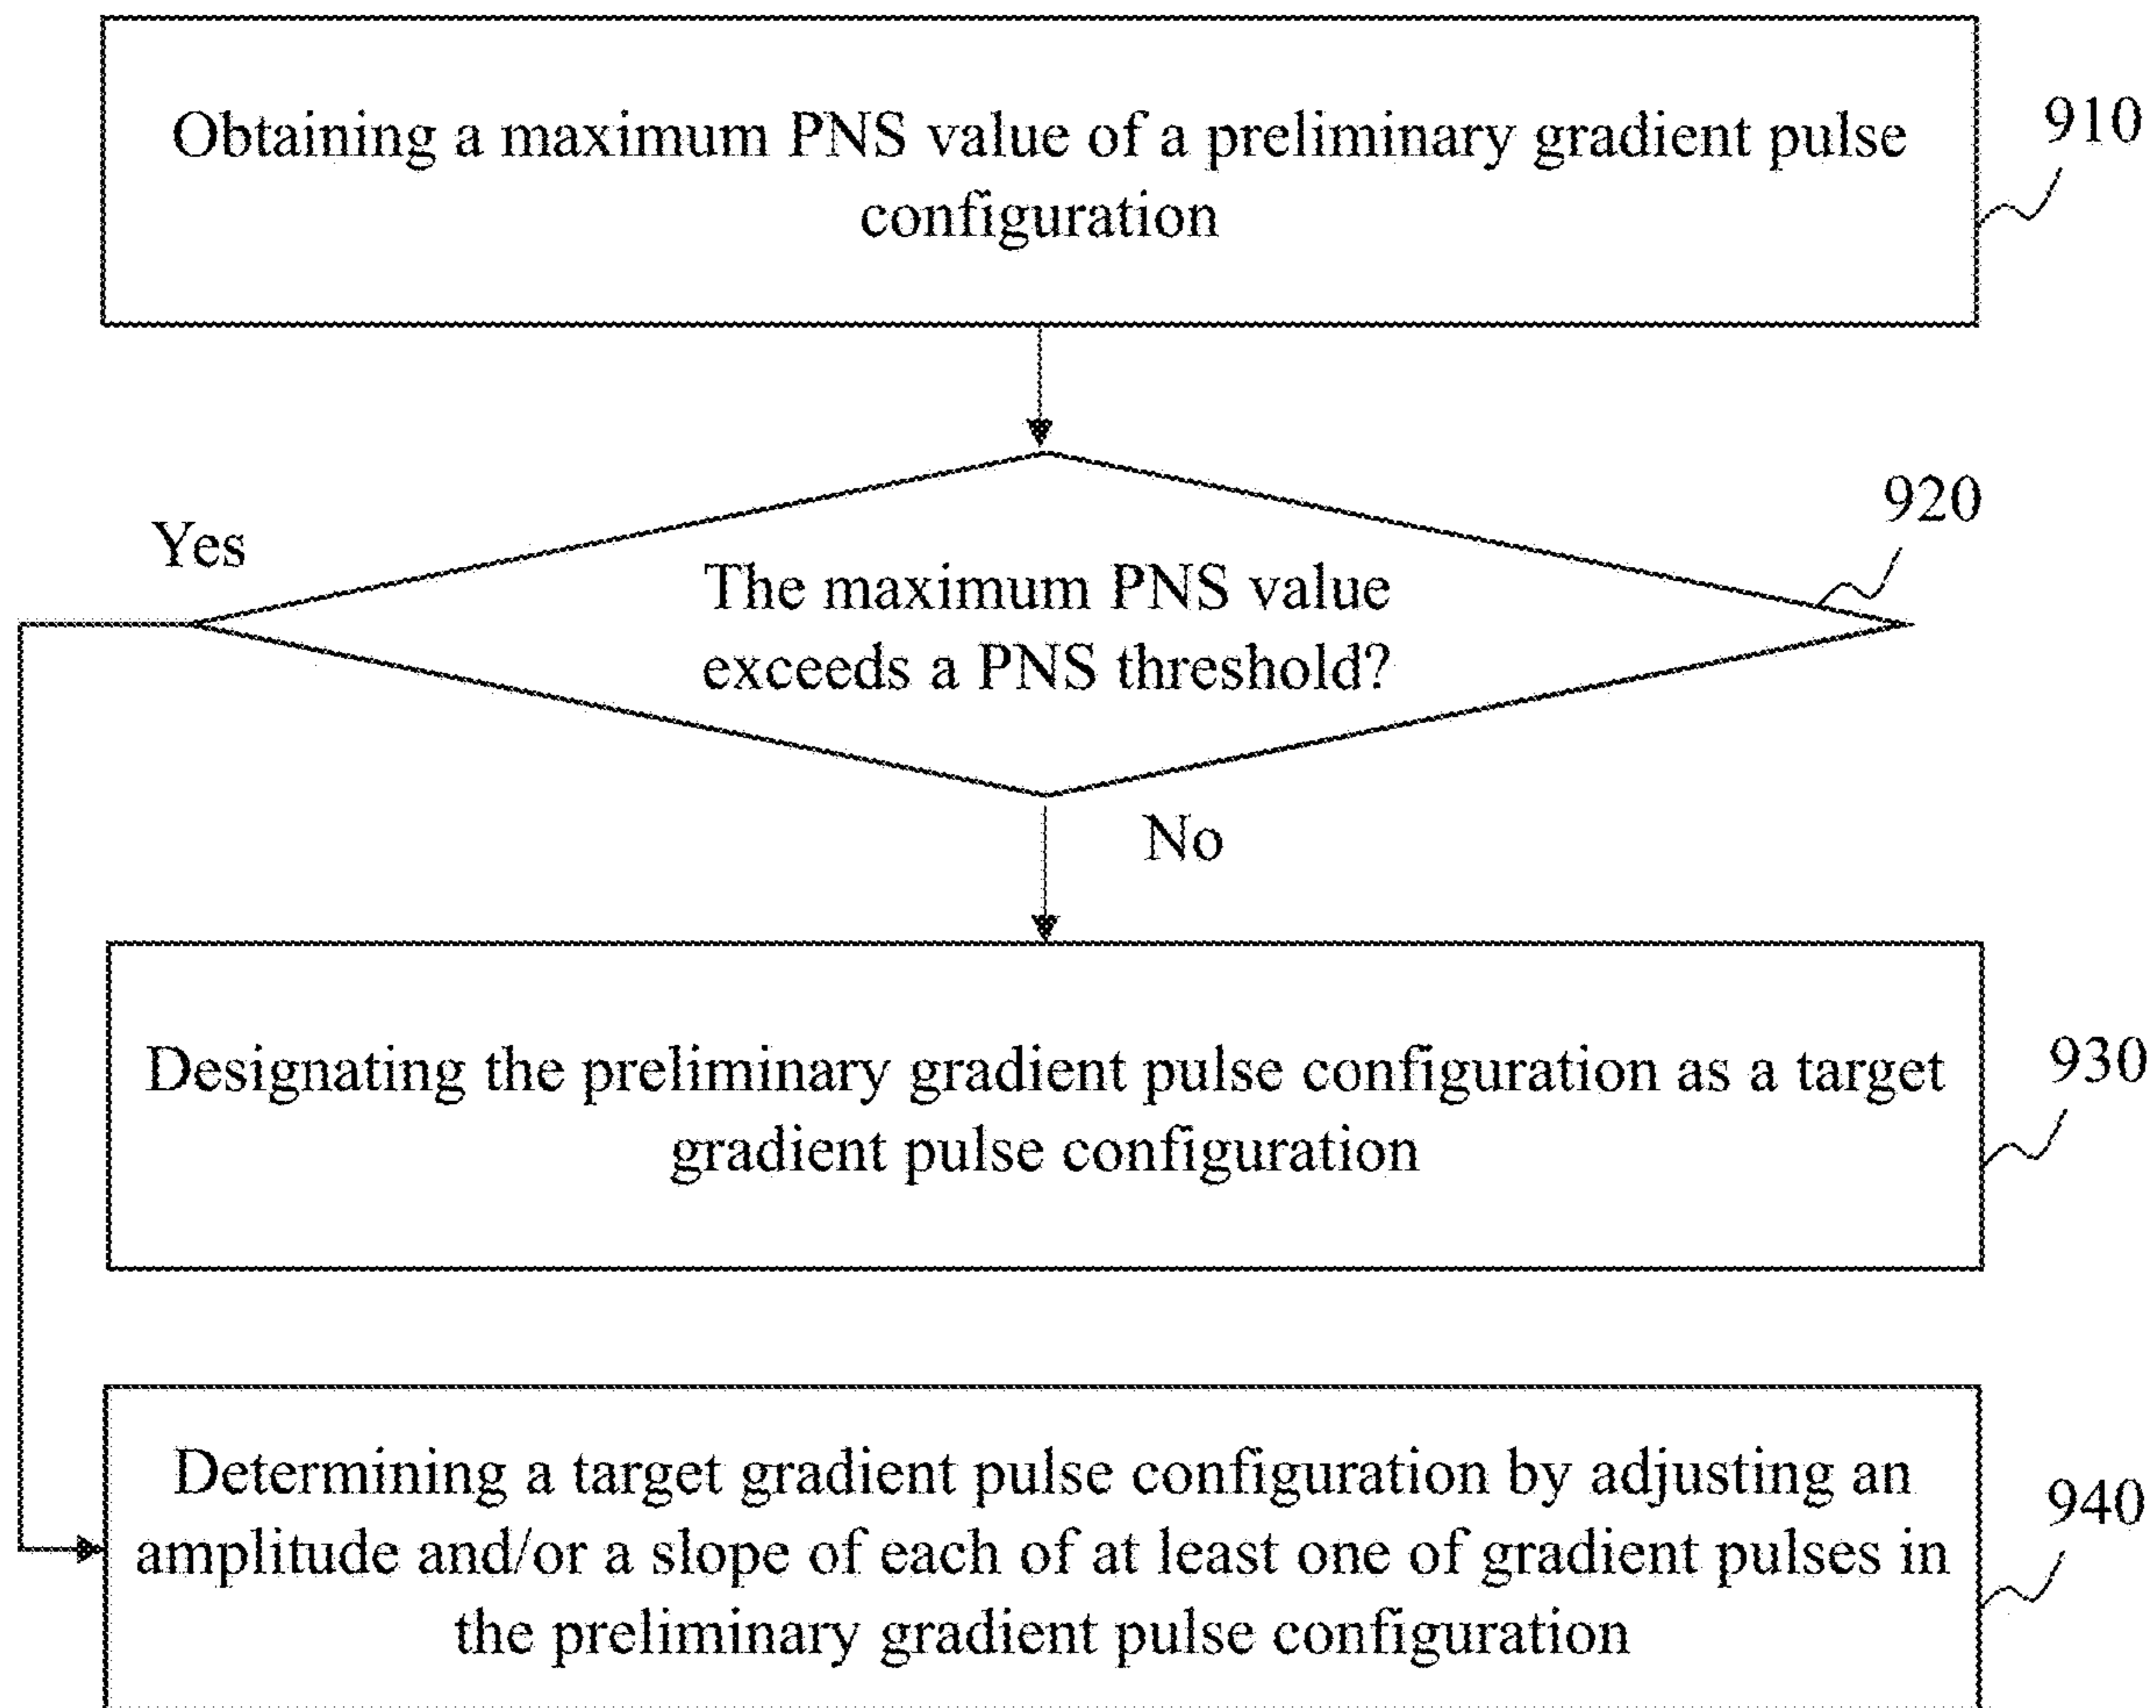 Obtaining a maximum PNS value of a preliminary gradient pulse
configuration
910
920
Yes
The maximum PNS value
exceeds a PNS threshold?
No
Designating the preliminary gradient pulse configuration as a target
gradient pulse configuration
930
Determining a target gradient pulse configuration by adjusting an
amplitude and/or a slope of each of at least one of gradient pulses in
the preliminary gradient pulse configuration
940